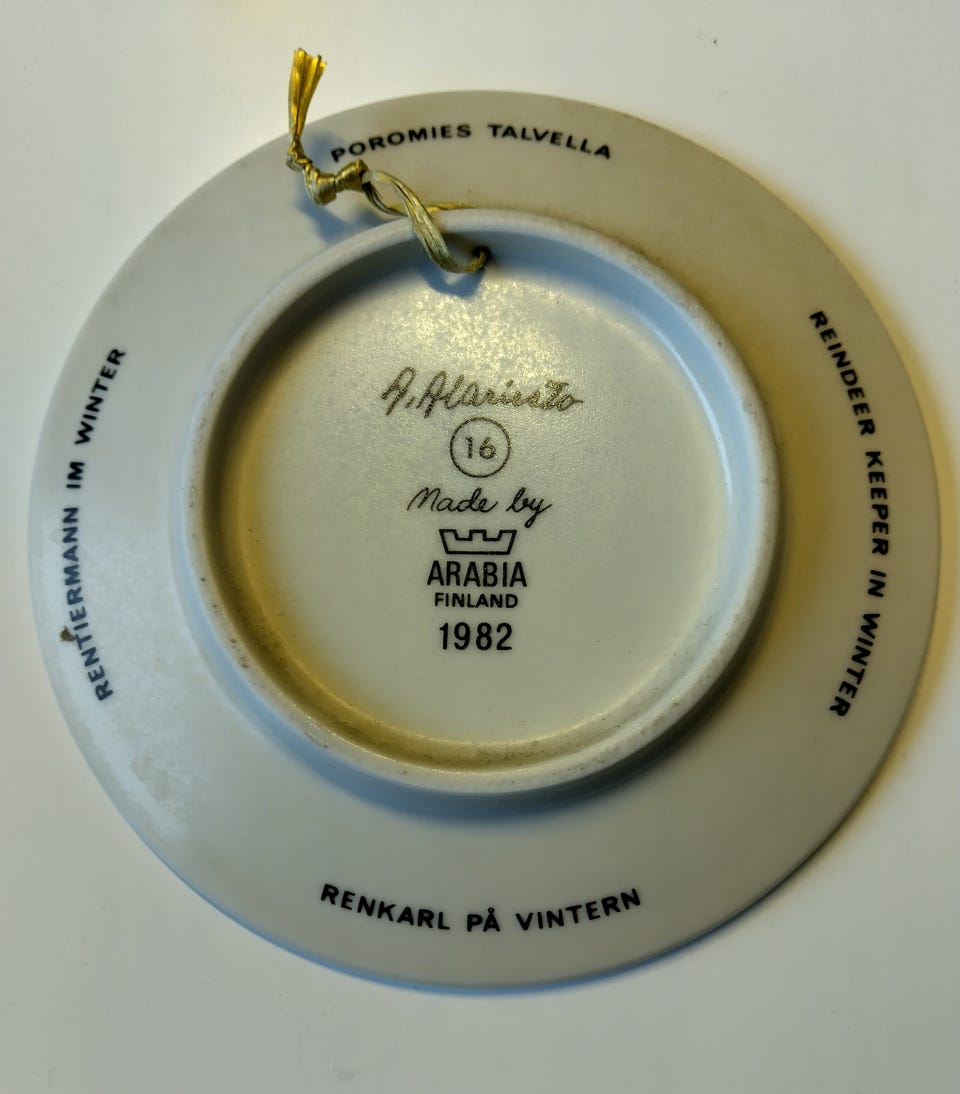 POROMIES TALVELLA
REINDEER KEEPER IN WINTER
RENKARL PÅ VINTERN
RENTIERMANN IM WINTER
A. Alariesto
16
Made by
ARABIA
FINLAND
1982